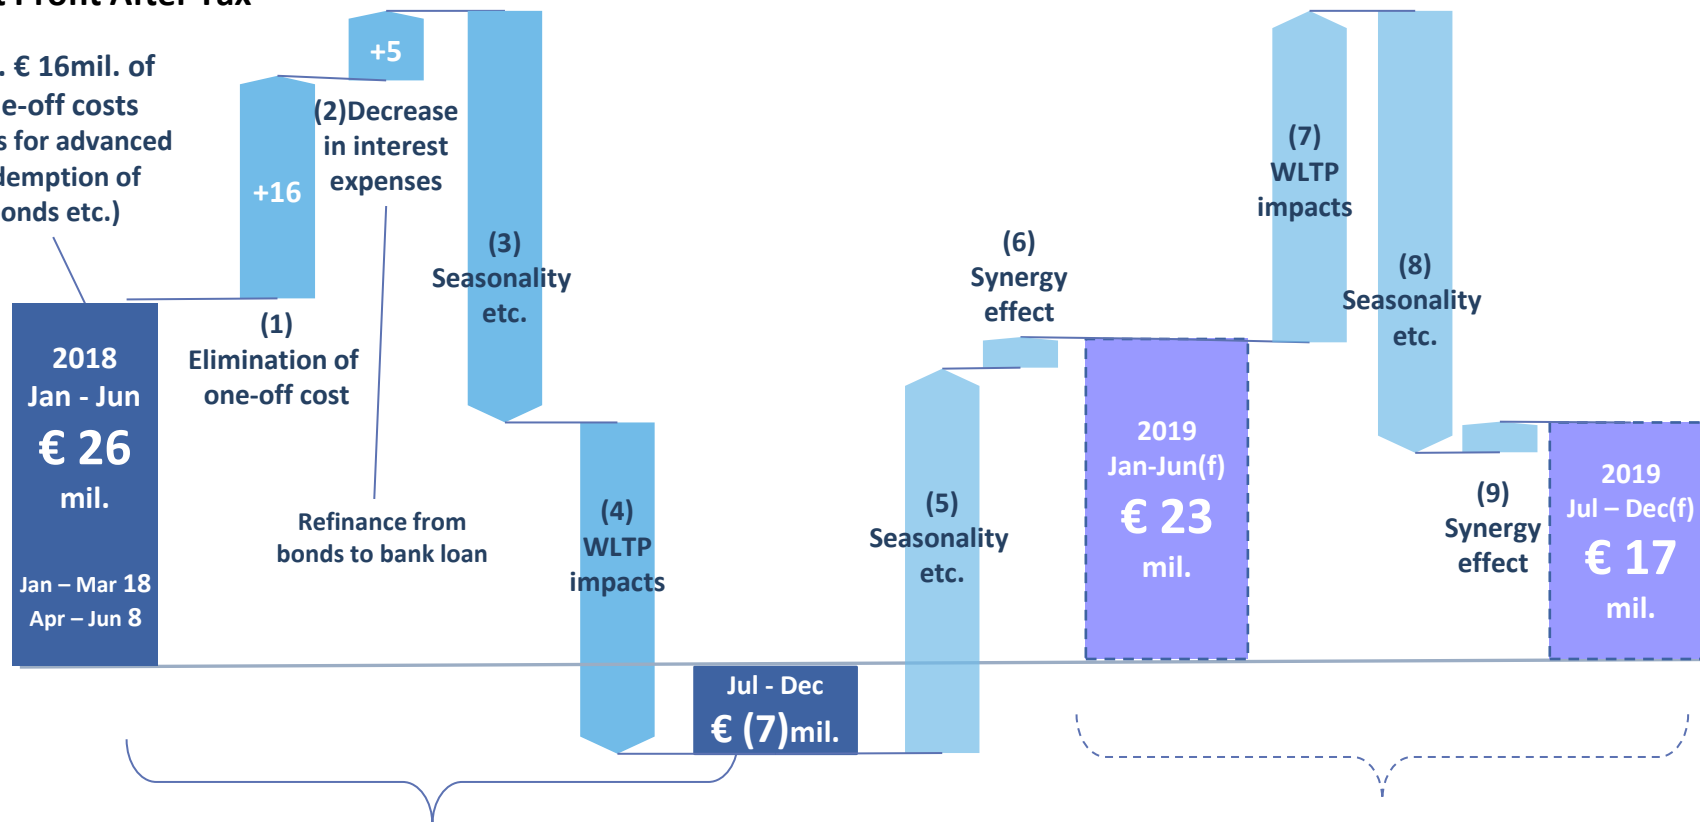 Profit After Tax
. € 16mil. of
e-off costs
s for advanced
demption of
onds etc.)
2018
Jan - Jun
€ 26
mil.
Jan – Mar 18
Apr – Jun 8
+16
(1)
Elimination of
one-off cost
+5
(2)Decrease
in interest
expenses
Refinance from
bonds to bank loan
(3)
Seasonality
etc.
(4)
WLTP
impacts
Jul - Dec
€ (7)mil.
(5)
Seasonality
etc.
(6)
Synergy
effect
2019
Jan-Jun(f)
€ 23
mil.
(7)
WLTP
impacts
(8)
Seasonality
etc.
(9)
Synergy
effect
2019
Jul – Dec(f)
€ 17
mil.